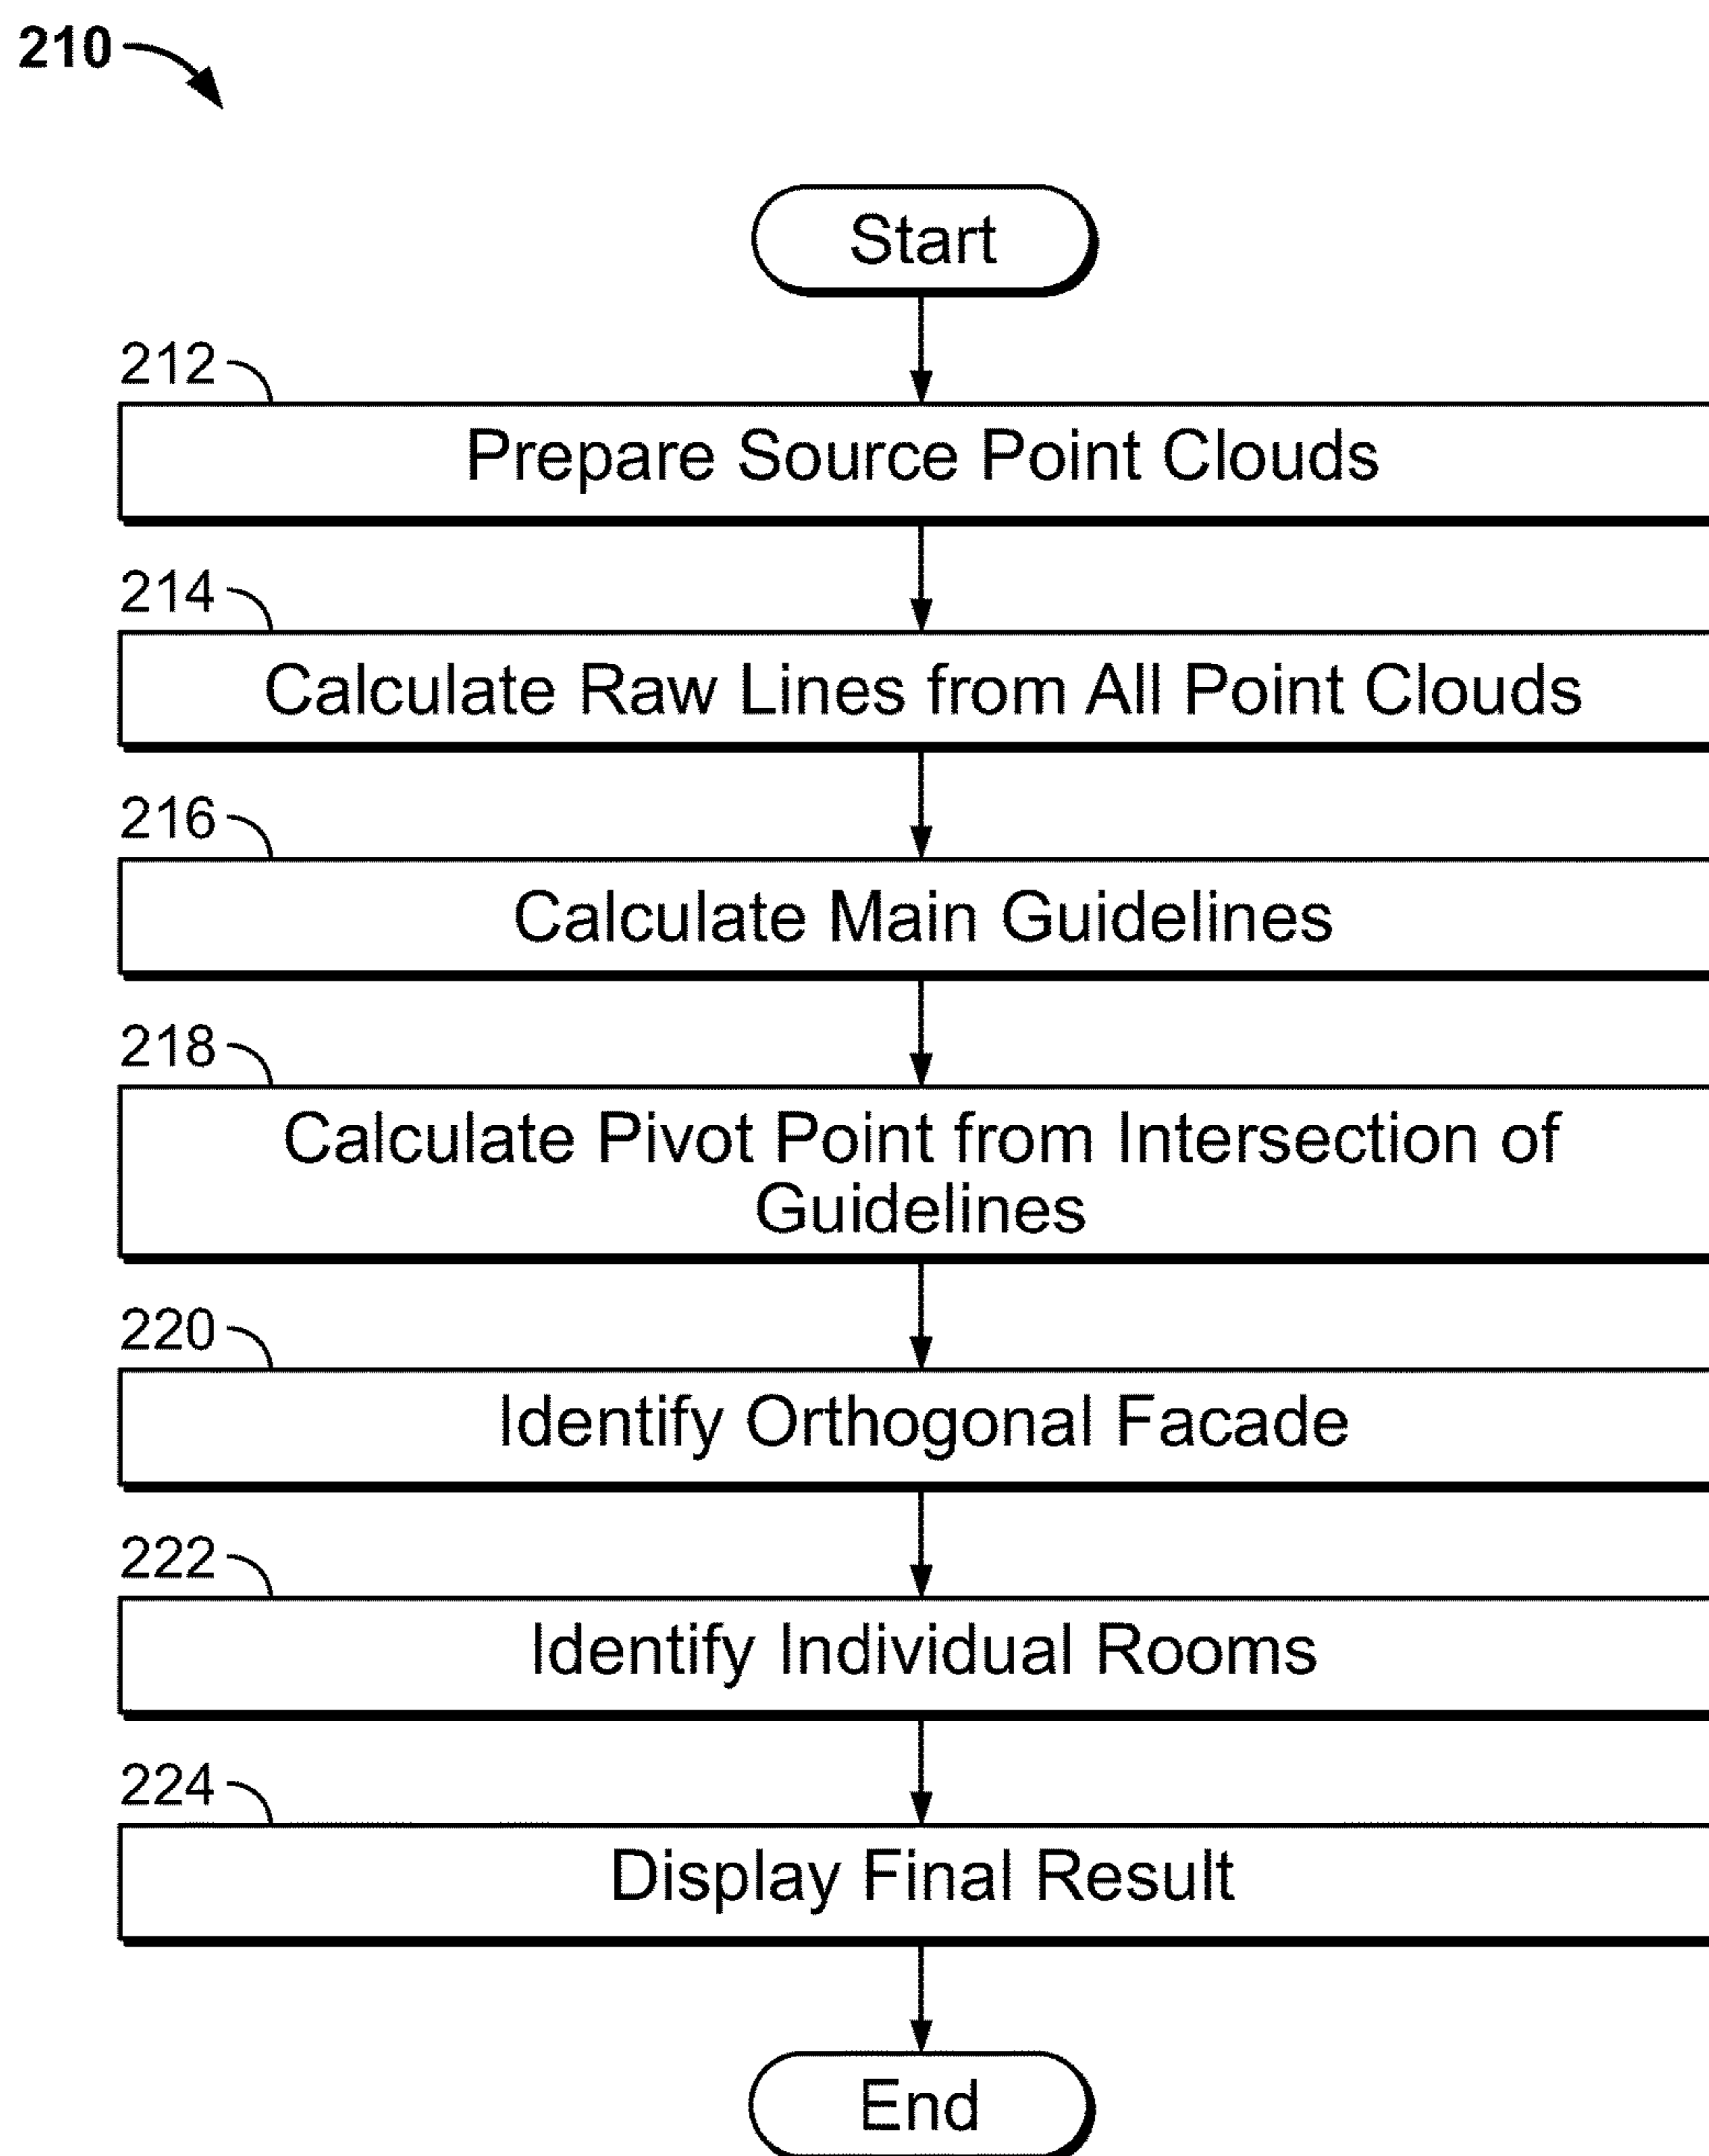 210
Start
212
Prepare Source Point Clouds
214
Calculate Raw Lines from All Point Clouds
216
Calculate Main Guidelines
218
Calculate Pivot Point from Intersection of
Guidelines
220
Identify Orthogonal Facade
222
Identify Individual Rooms
224
Display Final Result
End